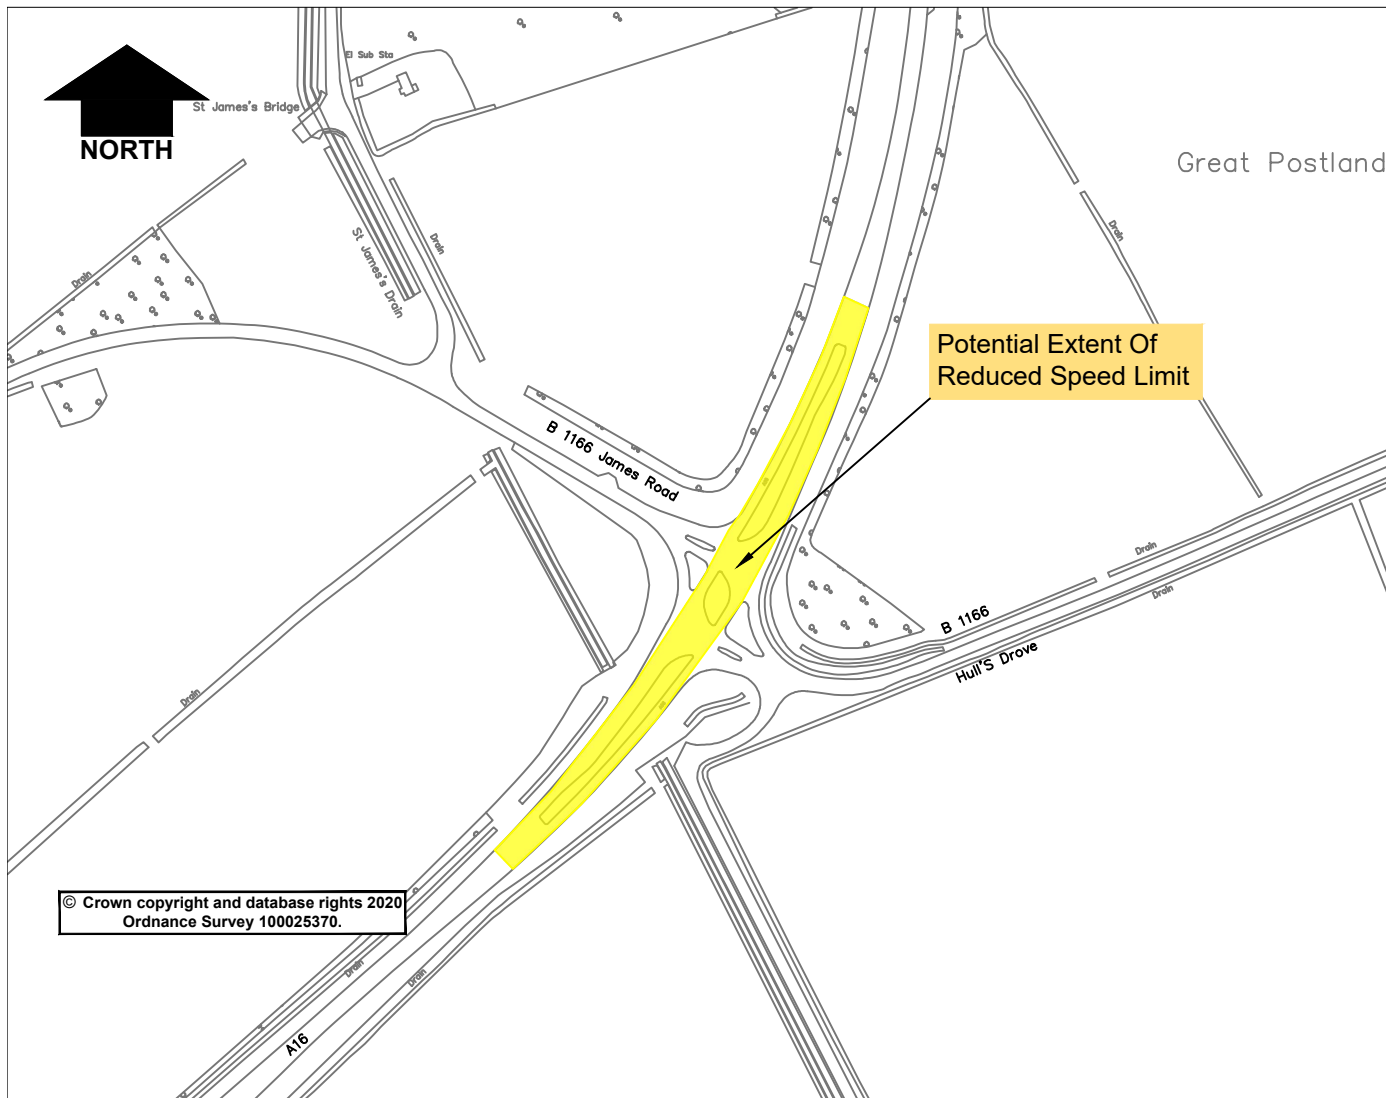 El Sub Sta
St James's Bridge
NORTH
Great Postland
Drain
St James's Drain
Drain
Drain
Potential Extent Of
Reduced Speed Limit
B 1166 James Road
Drain
Drain
B 1166
Hull'S Drove
Drain
© Crown copyright and database rights 2020
Ordnance Survey 100025370.
Drain
Drain
A16